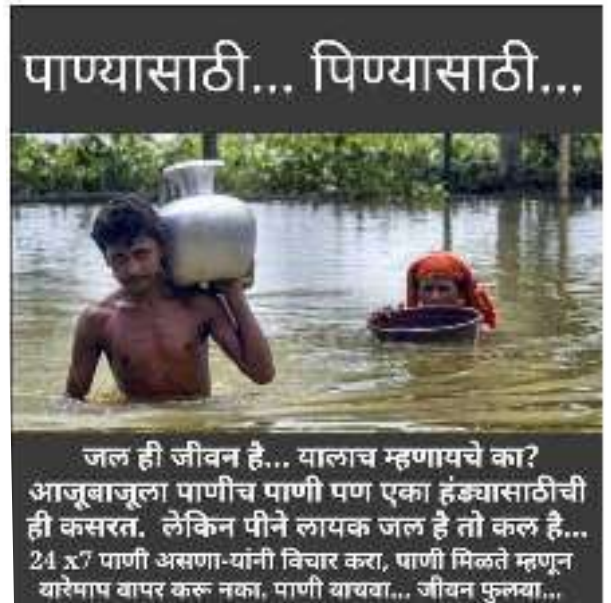 पाण्यासाठी... पिण्यासाठी...
जल ही जीवन है... यालाच म्हणायचे का?
आजूबाजूला पाणीच पाणी पण एका हंड्यासाठीची
ही कसरत. लेकिन पीने लायक जल है तो कल है...
24 x7 पाणी असणा-यांनी विचार करा, पाणी मिळते म्हणून
वारेमाप वापर करू नका. पाणी वाचवा... जीवन फुलवा...